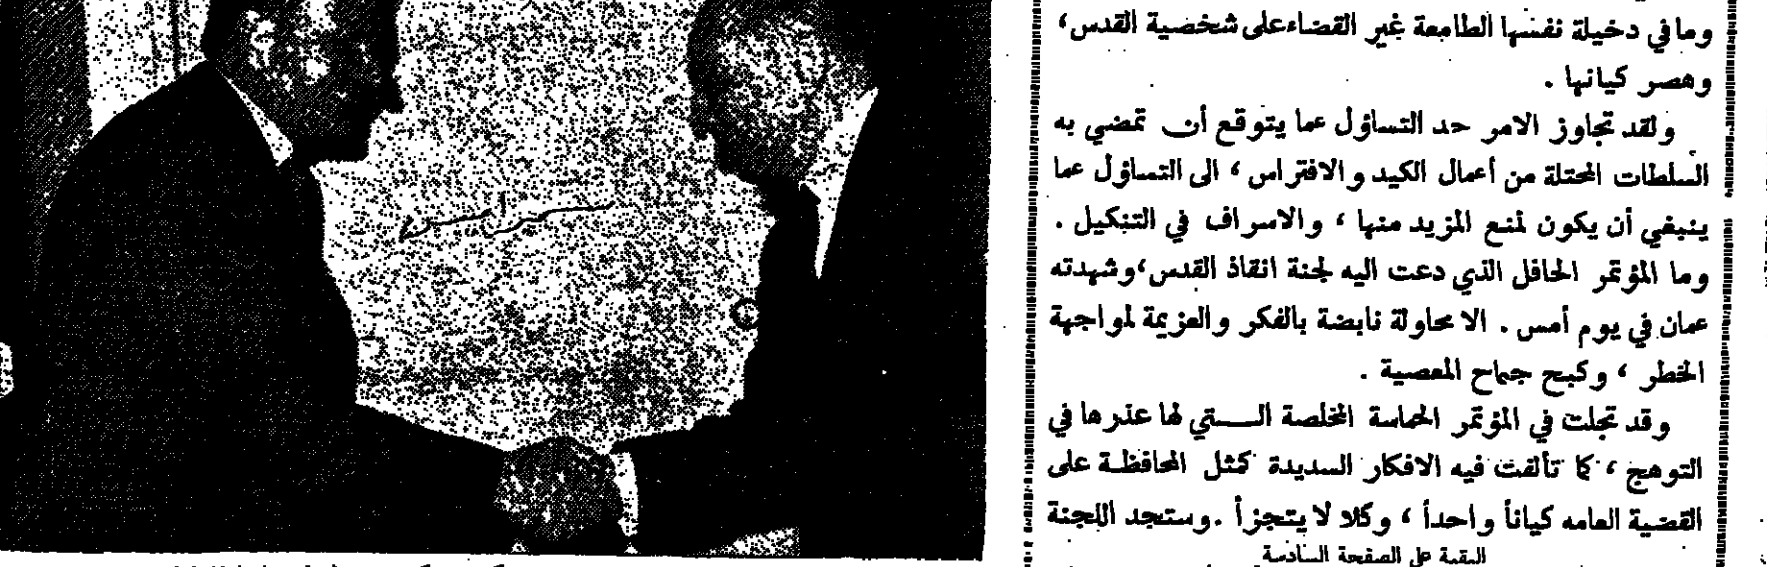 وما في دخيلة نفسها الطامعة غير القضاء على شخصية القدس،
وهصر كيانها .
ولقد تجاوز الامر حد التساؤل عما يتوقع أن تمضي به
السلطات المحتلة من أعمال الكيد والافتراس ، الى التساؤل عما
ينبغي أن يكون لمنع المزيد منها ، والاسراف في التنكيل .
وما المؤتمر الحافل الذي دعت اليه لجنة انقاذ القدس،وشهدته
عمان في يوم أمس . الا محاولة نابضة بالفكر والعزيمة لمواجهة
الخطر ، وكبح جماح المعصية .
وقد تجلت في المؤتمر الحماسة المخلصة الـــتي لها عذرها في
التوهج ، كما تألقت فيه الافكار السديدة كمثل المحافظة على
القضية العامه كياناً واحداً ، وكلا لا يتجزأ .وستجد اللجنة
البقية على الصفحة السادسة